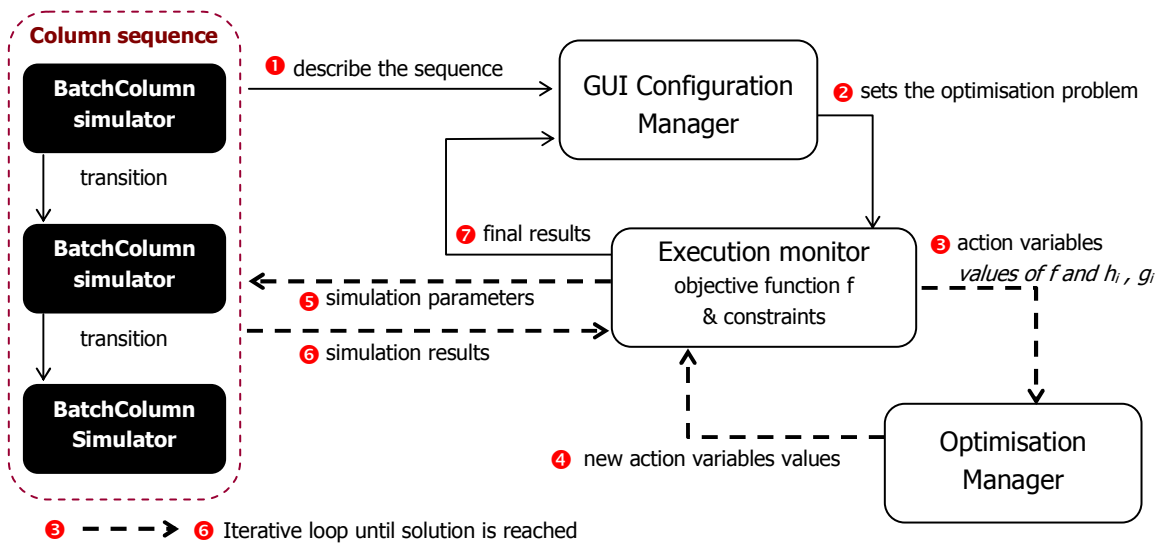 Column sequence
BatchColumn
simulator
transition
BatchColumn
simulator
transition
BatchColumn
Simulator
❶ describe the sequence
GUI Configuration
Manager
❷ sets the optimisation problem
❼ final results
Execution monitor
objective function f
& constraints
❸ action variables
values of f and hᵢ , gᵢ
❺ simulation parameters
❻ simulation results
❹ new action variables values
Optimisation
Manager
❸ ❻ Iterative loop until solution is reached